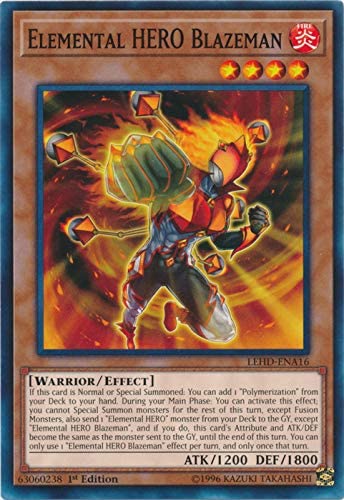 ELEMENTAL HERO BLAZEMAN
FIRE
炎
LEHD-ENA16
[WARRIOR/EFFECT]
If this card is Normal or Special Summoned: You can add 1 "Polymerization" from
your Deck to your hand. During your Main Phase: You can activate this effect;
you cannot Special Summon monsters for the rest of this turn, except Fusion
Monsters, also send 1 "Elemental HERO" monster from your Deck to the GY, except
"Elemental HERO Blazeman", and if you do, this card's Attribute and ATK/DEF
become the same as the monster sent to the GY, until the end of this turn. You can
only use 1 "Elemental HERO Blazeman" effect per turn, and only once that turn.
ATK/1200 DEF/1800
63060238 1st Edition ©1996 KAZUKI TAKAHASHI